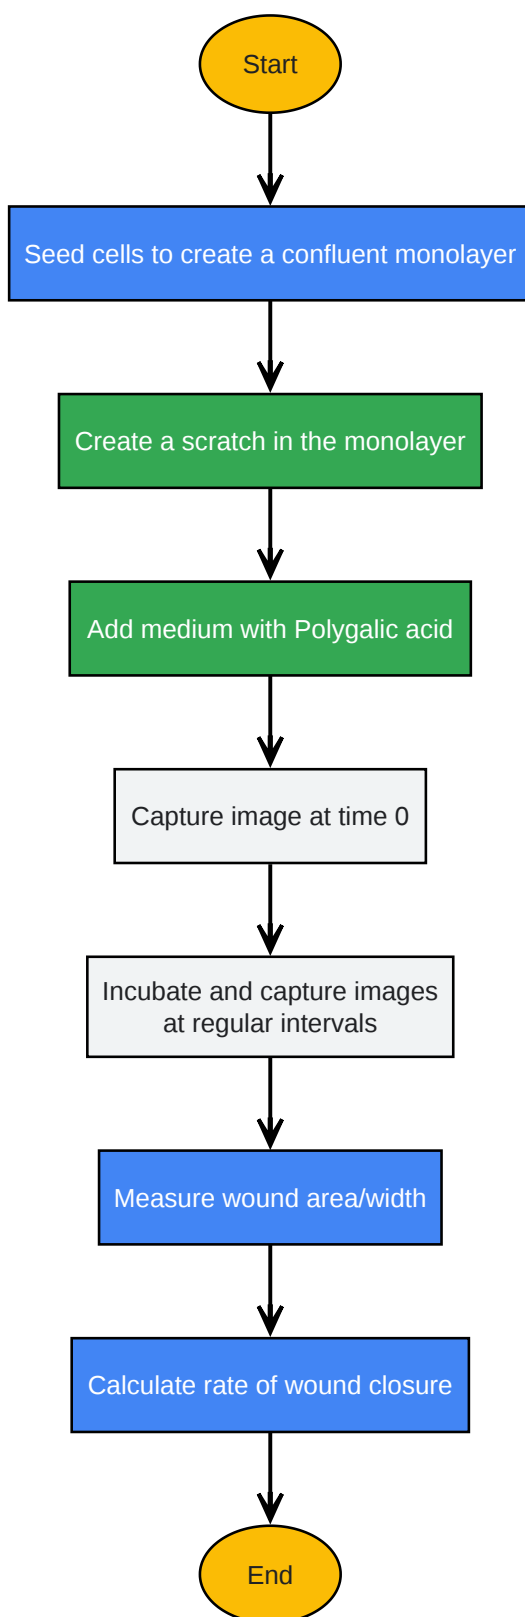 Start
Seed cells to create a confluent monolayer
Create a scratch in the monolayer
Add medium with Polygalic acid
Capture image at time 0
Incubate and capture images
at regular intervals
Measure wound area/width
Calculate rate of wound closure
End